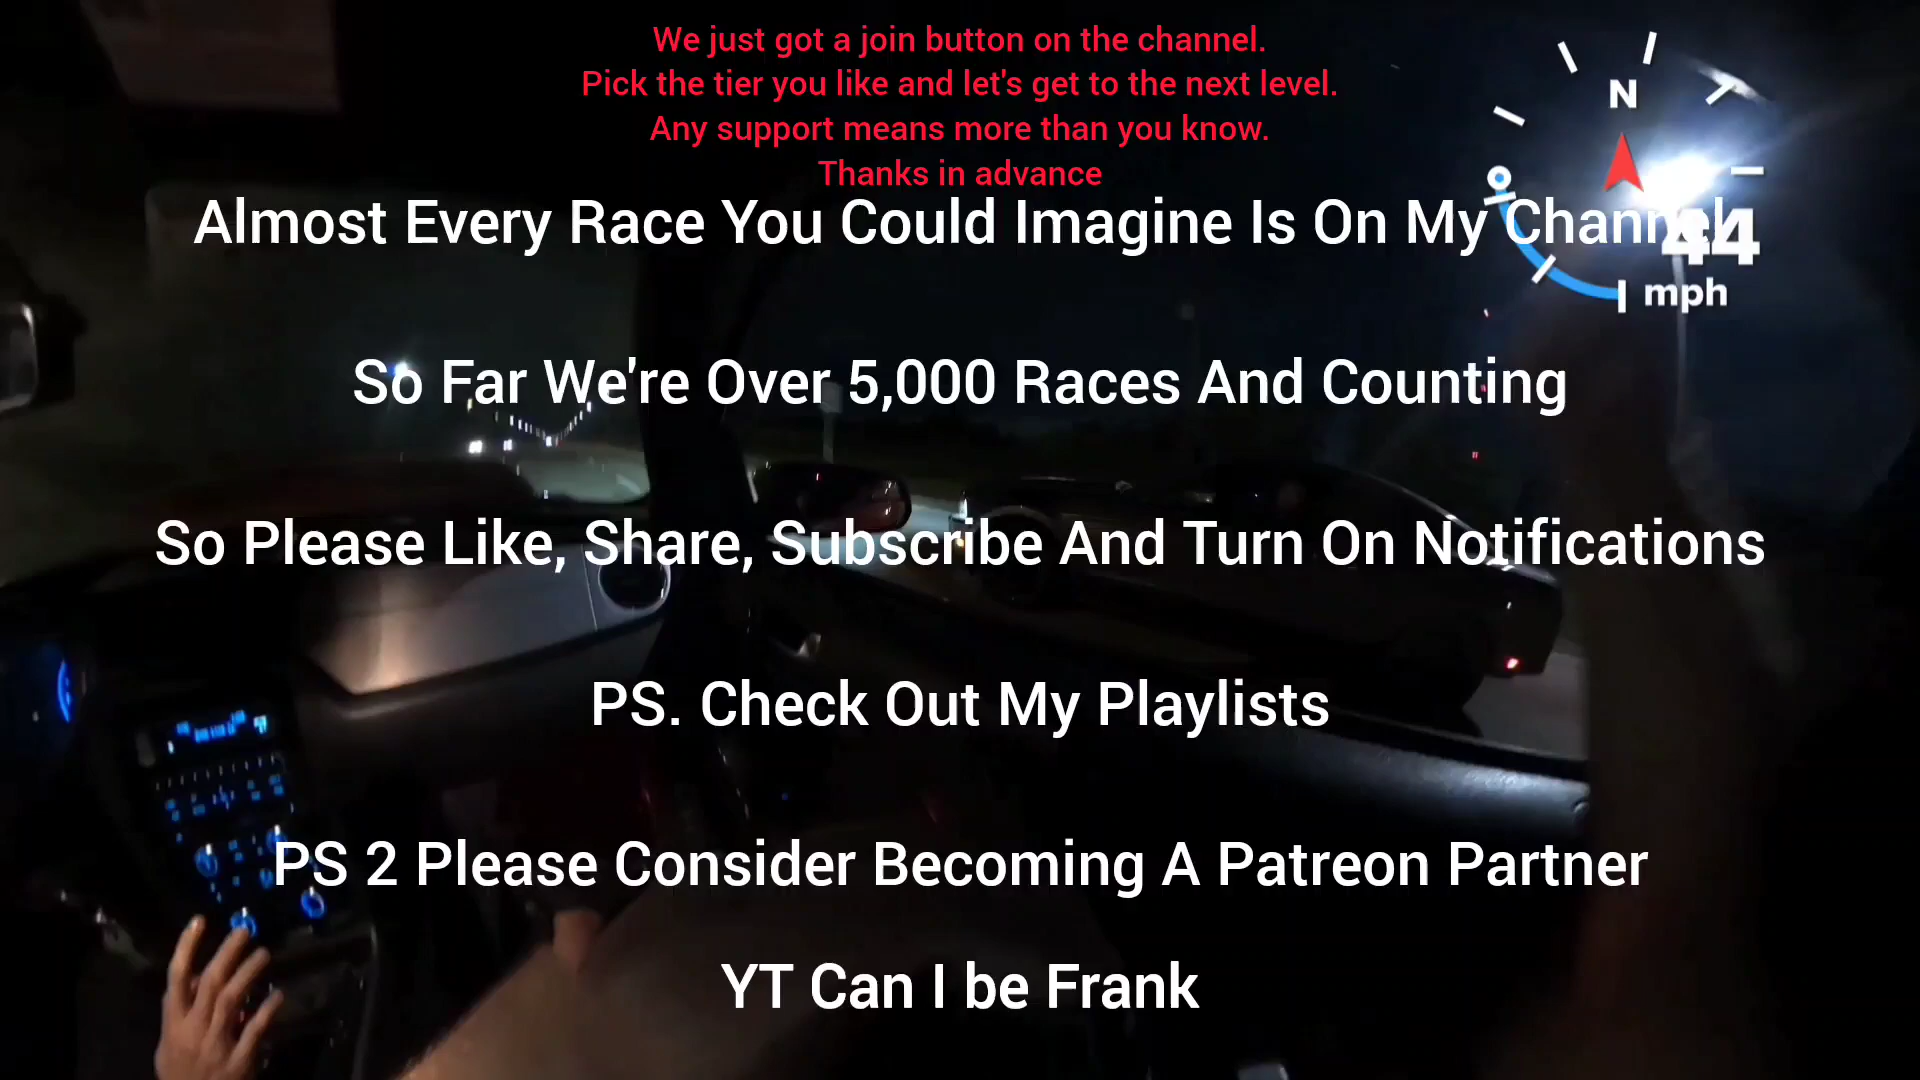 We just got a join button on the channel.
Pick the tier you like and let's get to the next level.
Any support means more than you know.
Thanks in advance
N
Almost Every Race You Could Imagine Is On My Channel
44
mph
So Far We're Over 5,000 Races And Counting
So Please Like, Share, Subscribe And Turn On Notifications
PS. Check Out My Playlists
PS 2 Please Consider Becoming A Patreon Partner
YT Can I be Frank